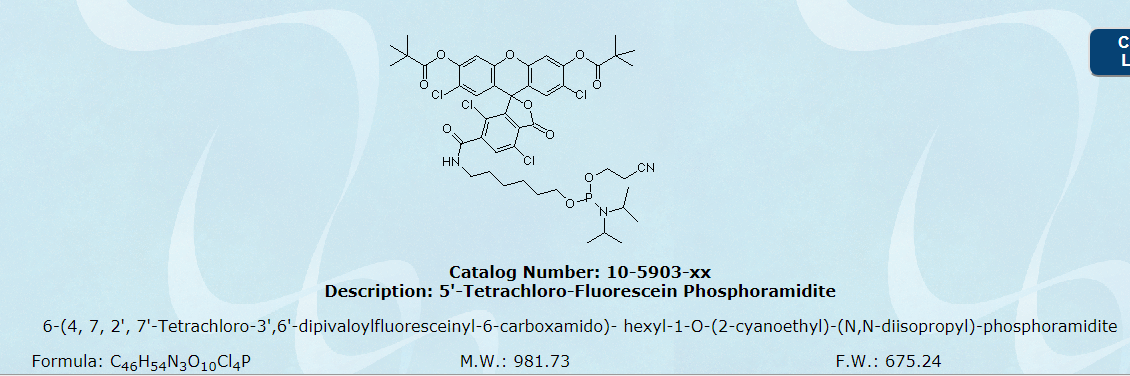 O
O
O
O
O
Cl
Cl
Cl
O
O
O
HN
Cl
CN
O
O
P
N
C
L
Catalog Number: 10-5903-xx
Description: 5'-Tetrachloro-Fluorescein Phosphoramidite
6-(4, 7, 2', 7'-Tetrachloro-3',6'-dipivaloylfluoresceinyl-6-carboxamido)- hexyl-1-O-(2-cyanoethyl)-(N,N-diisopropyl)-phosphoramidite
Formula: C46H54N3O10Cl4P M.W.: 981.73 F.W.: 675.24